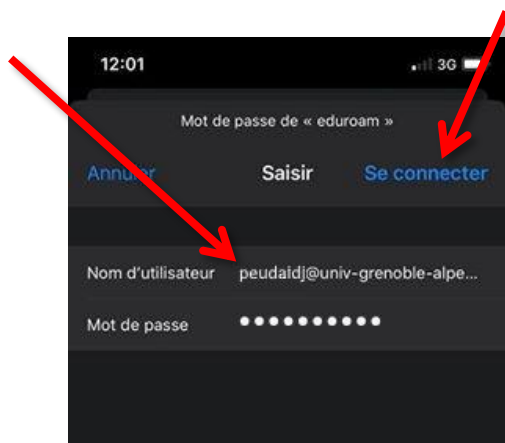 12:01 3G
Mot de passe de « eduroam »
Annuler Saisir Se connecter
Nom d'utilisateur peudaidj@univ-grenoble-alpe...
Mot de passe ●●●●●●●●●●